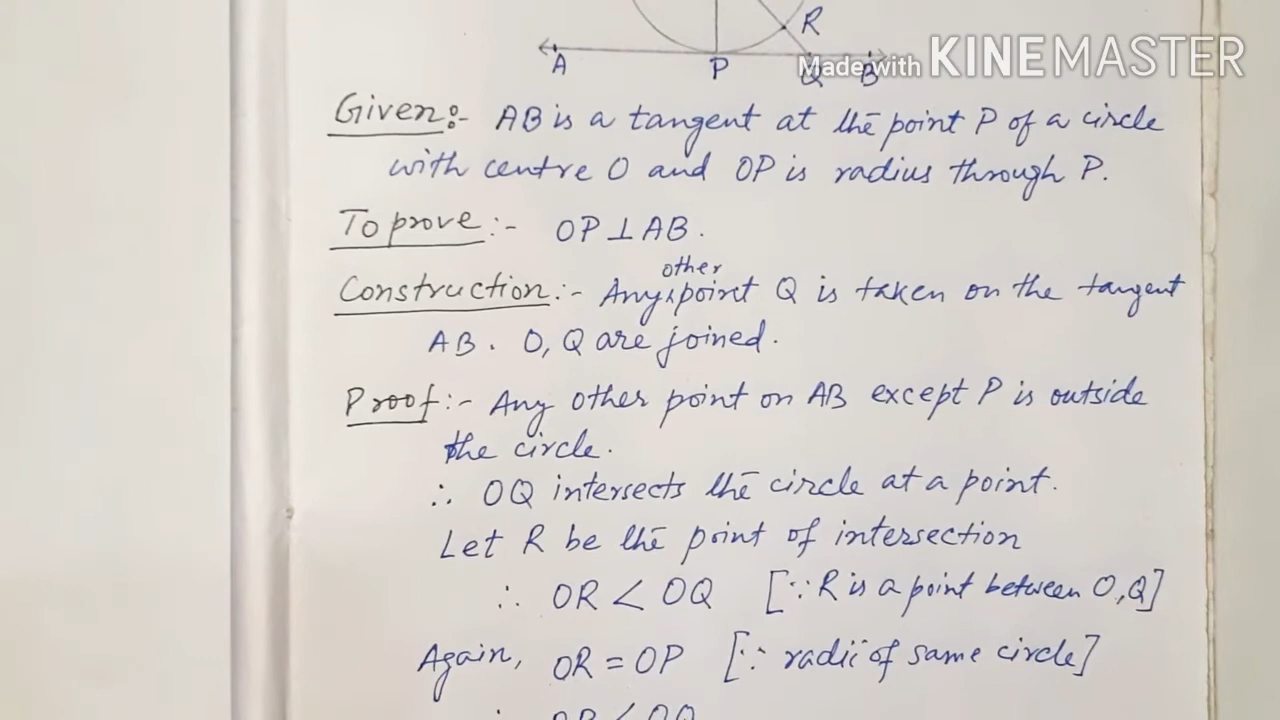 R
A P Q B
Made with KINEMASTER
Given:- AB is a tangent at the point P of a circle
with centre O and OP is radius through P.
To prove:- OP ⊥ AB.
other
Construction:- Any point Q is taken on the tangent
AB. O, Q are joined.
Proof:- Any other point on AB except P is outside
the circle.
∴ OQ intersects the circle at a point.
Let R be the point of intersection
∴ OR < OQ [∵ R is a point between O, Q]
Again, OR = OP [∵ radii of same circle]
∴ OP < OQ